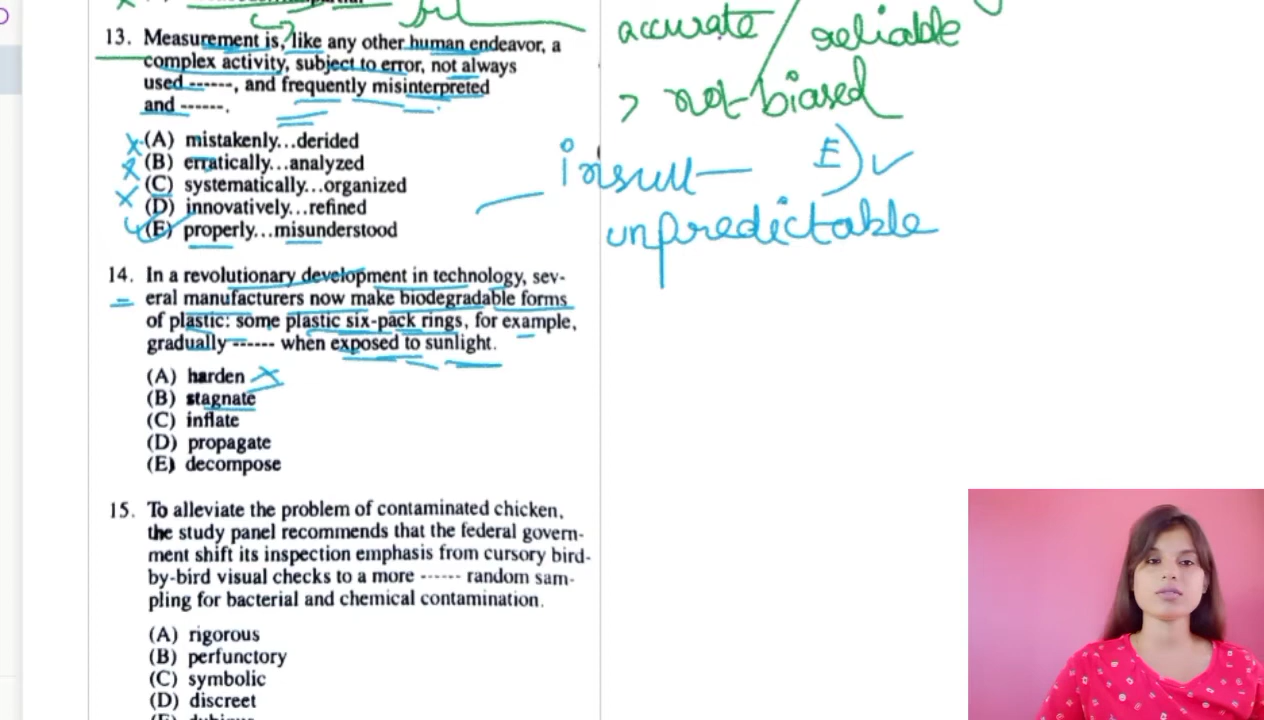 accurate / reliable
> not biased
13. Measurement is, like any other human endeavor, a
complex activity, subject to error, not always
used ------, and frequently misinterpreted
and ------.
(A) mistakenly...derided
(B) erratically...analyzed
(C) systematically...organized
(D) innovatively...refined
(E) properly...misunderstood
insult E)
unpredictable
14. In a revolutionary development in technology, sev-
eral manufacturers now make biodegradable forms
of plastic: some plastic six-pack rings, for example,
gradually ------ when exposed to sunlight.
(A) harden
(B) stagnate
(C) inflate
(D) propagate
(E) decompose
15. To alleviate the problem of contaminated chicken,
the study panel recommends that the federal govern-
ment shift its inspection emphasis from cursory bird-
by-bird visual checks to a more ------ random sam-
pling for bacterial and chemical contamination.
(A) rigorous
(B) perfunctory
(C) symbolic
(D) discreet